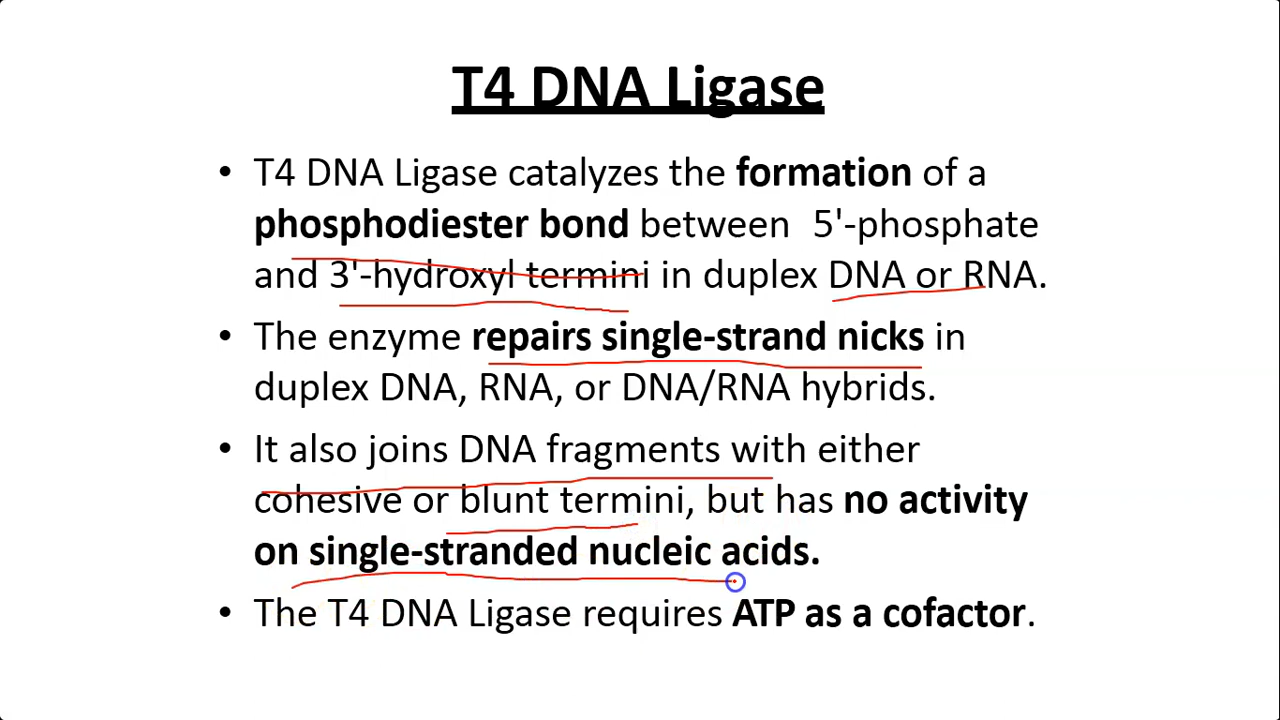 T4 DNA Ligase
• T4 DNA Ligase catalyzes the formation of a
phosphodiester bond between 5'-phosphate
and 3'-hydroxyl termini in duplex DNA or RNA.
• The enzyme repairs single-strand nicks in
duplex DNA, RNA, or DNA/RNA hybrids.
• It also joins DNA fragments with either
cohesive or blunt termini, but has no activity
on single-stranded nucleic acids.
• The T4 DNA Ligase requires ATP as a cofactor.